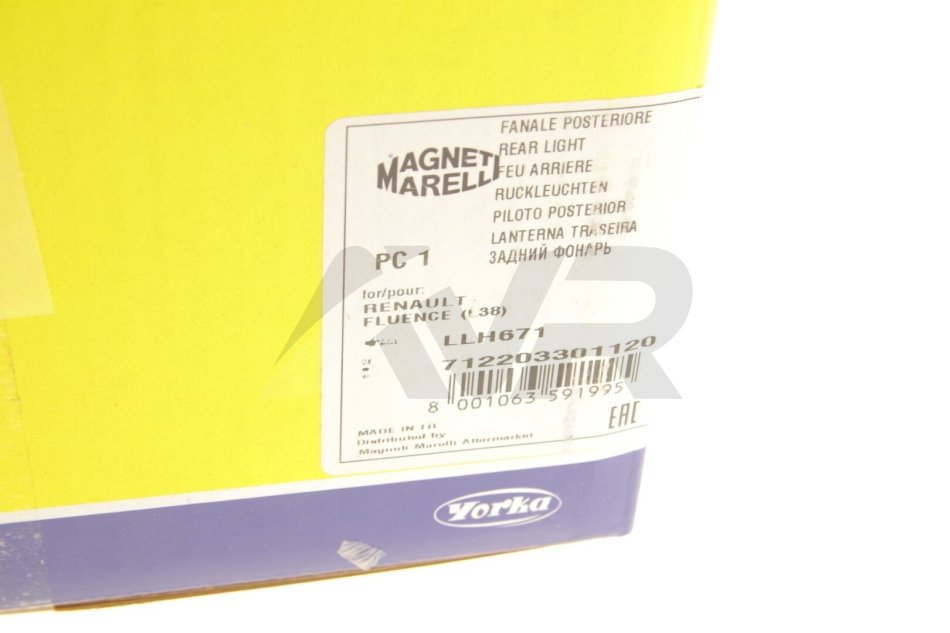 FANALE POSTERIORE
REAR LIGHT
FEU ARRIERE
RUCKLEUCHTEN
PILOTO POSTERIOR
LANTERNA TRASEIRA
ЗАДНИЙ ФОНАРЬ
MAGNETI
MARELLI
PC 1
for/pour:
RENAULT
FLUENCE (L38)
LLH671
712203301120
8 001063 591995
EAC
MADE IN TR
Distributed by
Magneti Marelli Aftermarket
Yorka